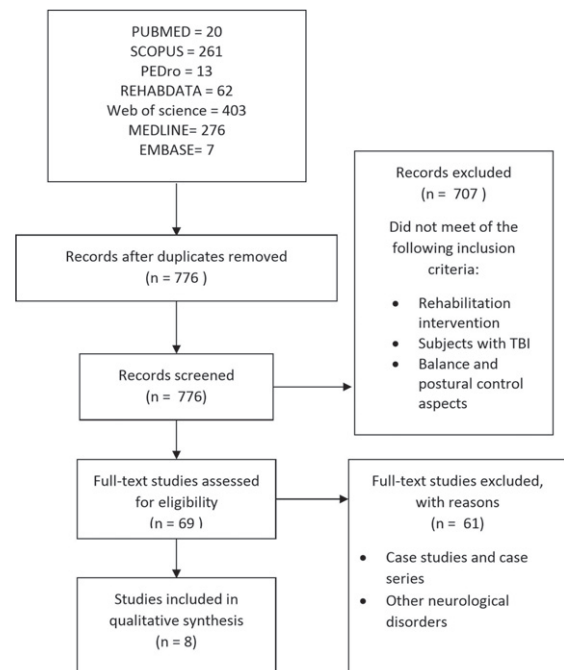 PUBMED = 20
SCOPUS = 261
PEDro = 13
REHABDATA = 62
Web of science = 403
MEDLINE= 276
EMBASE= 7
Records excluded
(n = 707 )
Did not meet of the
following inclusion
criteria:
• Rehabilitation
intervention
• Subjects with TBI
• Balance and
postural control
aspects
Records after duplicates removed
(n = 776 )
Records screened
(n = 776)
Full-text studies assessed
for eligibility
(n = 69 )
Full-text studies excluded,
with reasons
(n = 61)
• Case studies and case
series
• Other neurological
disorders
Studies included in
qualitative synthesis
(n = 8)